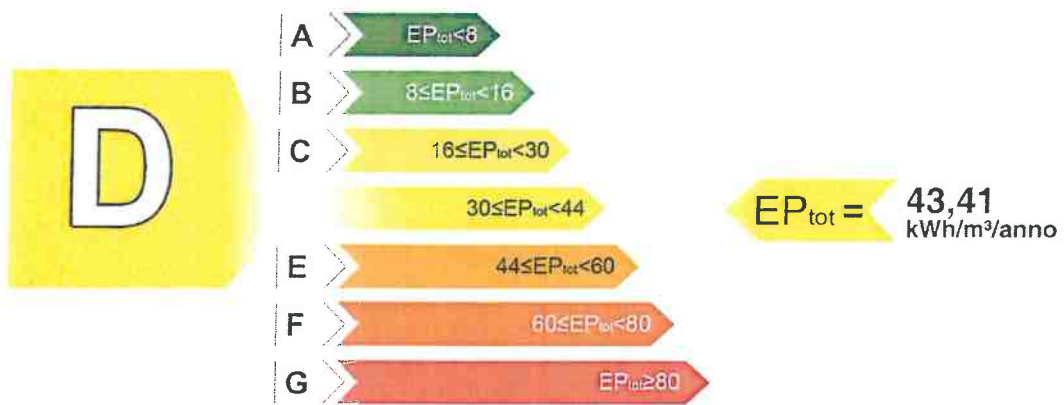 D
A EPtot<8
B 8≤EPtot<16
C 16≤EPtot<30
30≤EPtot<44
EPtot = 43,41
kWh/m³/anno
E 44≤EPtot<60
F 60≤EPtot<80
G EPtot≥80